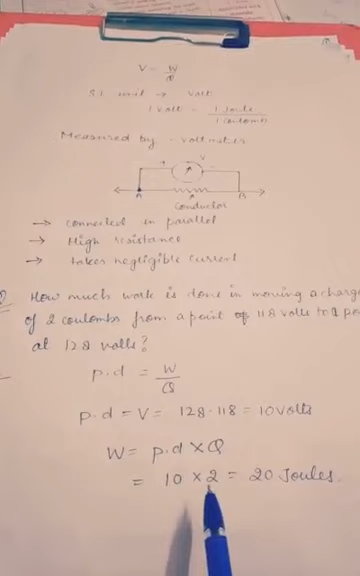 V = W/Q
S.I unit → Volt
1 Volt = 1 Joule / 1 Coulomb
Measured by - voltmeter
+ V -
A R B
Conductor
→ connected in parallel
→ High resistance
→ takes negligible current
How much work is done in moving a charge
of 2 coulombs from a point of 118 volts to a po
at 128 volts?
p.d = W/Q
p.d = V = 128-118 = 10 Volts
W = p.d × Q
= 10 × 2 = 20 Joules.